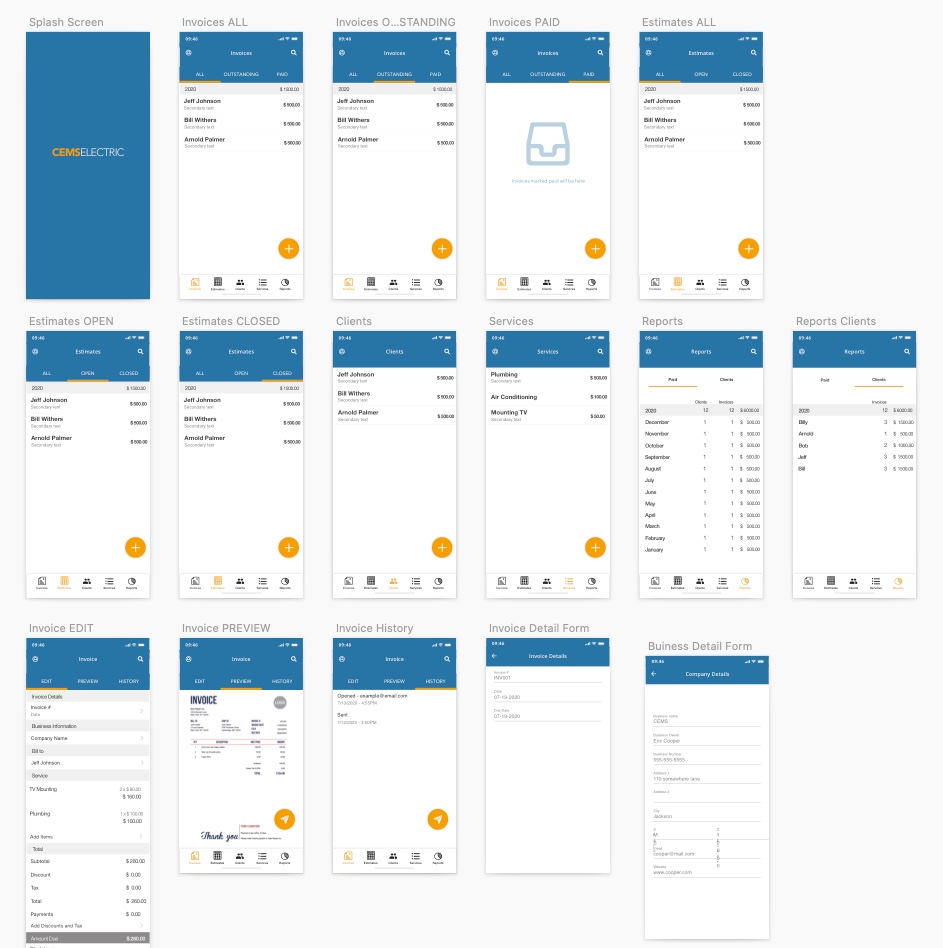 Splash Screen
Invoices ALL
Invoices O...STANDING
Invoices PAID
Estimates ALL
CEMSELECTRIC
09:46
Invoices
ALL OUTSTANDING PAID
2020 $ 1500.00
Jeff Johnson
Secondary text
$ 500.00
Bill Withers
Secondary text
$ 500.00
Arnold Palmer
Secondary text
$ 500.00
Invoices Estimates Clients Services Reports
09:46
Invoices
ALL OUTSTANDING PAID
2020 $ 1500.00
Jeff Johnson
Secondary text
$ 500.00
Bill Withers
Secondary text
$ 500.00
Arnold Palmer
Secondary text
$ 500.00
Invoices Estimates Clients Services Reports
09:46
Invoices
ALL OUTSTANDING PAID
Invoices marked paid will be here
Invoices Estimates Clients Services Reports
09:46
Estimates
ALL OPEN CLOSED
2020 $ 1500.00
Jeff Johnson
Secondary text
$ 500.00
Bill Withers
Secondary text
$ 500.00
Arnold Palmer
Secondary text
$ 500.00
Invoices Estimates Clients Services Reports
Estimates OPEN
Estimates CLOSED
Clients
Services
Reports
Reports Clients
09:46
Estimates
ALL OPEN CLOSED
2020 $ 1500.00
Jeff Johnson
Secondary text
$ 500.00
Bill Withers
Secondary text
$ 500.00
Arnold Palmer
Secondary text
$ 500.00
Invoices Estimates Clients Services Reports
09:46
Estimates
ALL OPEN CLOSED
2020 $ 1500.00
Jeff Johnson
Secondary text
$ 500.00
Bill Withers
Secondary text
$ 500.00
Arnold Palmer
Secondary text
$ 500.00
Invoices Estimates Clients Services Reports
09:46
Clients
Jeff Johnson
Secondary text
$ 500.00
Bill Withers
Secondary text
$ 500.00
Arnold Palmer
Secondary text
$ 500.00
Invoices Estimates Clients Services Reports
09:46
Services
Plumbing
Secondary text
$ 500.00
Air Conditioning
$ 100.00
Mounting TV
Secondary text
$ 50.00
Invoices Estimates Clients Services Reports
09:46
Reports
Paid Clients
Clients Invoices
2020 12 12 $ 6000.00
December 1 1 $ 500.00
November 1 1 $ 500.00
October 1 1 $ 500.00
September 1 1 $ 500.00
August 1 1 $ 500.00
July 1 1 $ 500.00
June 1 1 $ 500.00
May 1 1 $ 500.00
April 1 1 $ 500.00
March 1 1 $ 500.00
February 1 1 $ 500.00
January 1 1 $ 500.00
Invoices Estimates Clients Services Reports
09:46
Reports
Paid Clients
Invoices
2020 12 $ 6000.00
Billy 3 $ 1500.00
Arnold 1 $ 500.00
Bob 2 $ 1000.00
Jeff 3 $ 1500.00
Bill 3 $ 1500.00
Invoices Estimates Clients Services Reports
Invoice EDIT
Invoice PREVIEW
Invoice History
Invoice Detail Form
Buiness Detail Form
09:46
Invoice
EDIT PREVIEW HISTORY
Invoice Details
Invoice #
Date
Business Information
Company Name
Bill to
Jeff Johnson
Service
TV Mounting 2 x $ 80.00
$ 160.00
Plumbing 1 x $ 100.00
$ 100.00
Add Items
Total
Subtotal $ 260.00
Discount $ 0.00
Tax $ 0.00
Total $ 260.00
Payments $ 0.00
Add Discounts and Tax
Amount Due $ 260.00
09:46
Invoice
EDIT PREVIEW HISTORY
INVOICE
Thank you
Invoices Estimates Clients Services Reports
09:46
Invoice
EDIT PREVIEW HISTORY
Opened - example@email.com
7/13/2020 - 4:55PM
Sent
Invoices Estimates Clients Services Reports
09:46
Invoice Details
Invoice #
INV001
Date
07-19-2020
Due Date
07-19-2020
09:46
Company Details
Business name
CEMS
Business Owner
Eric Cooper
Business Number
555-555-5555
Address 1
119 somewhere lane
Address 2
City
Jackson
Email
cooper@mail.com
Website
www.cooper.com